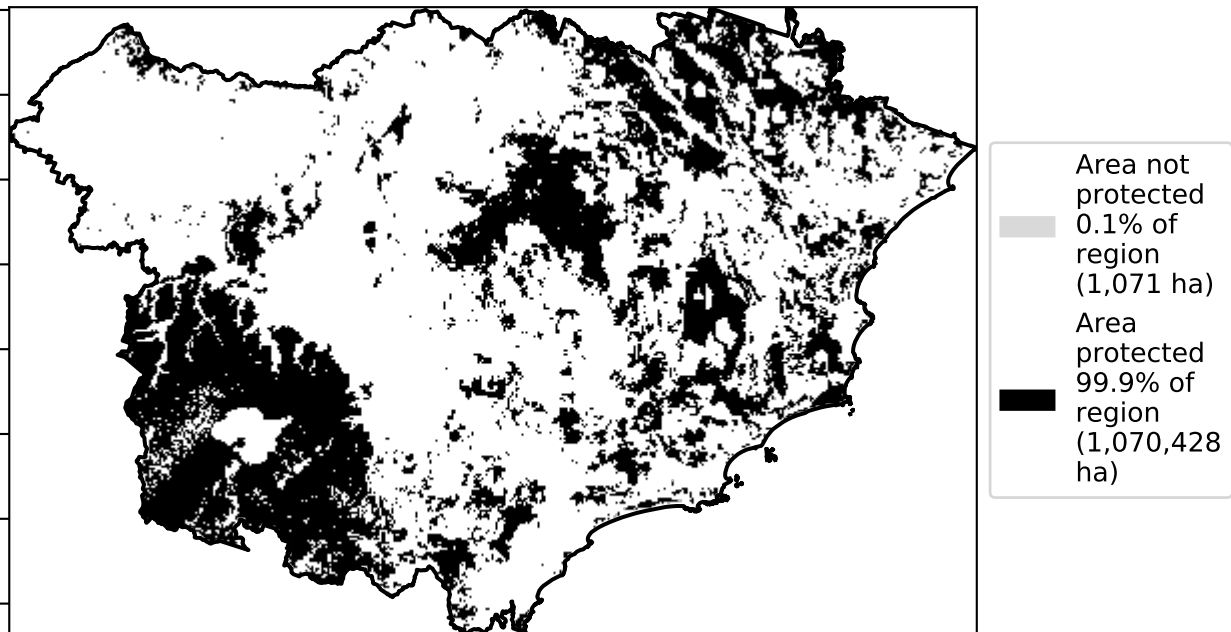 Area not
protected
0.1% of
region
(1,071 ha)
Area
protected
99.9% of
region
(1,070,428
ha)